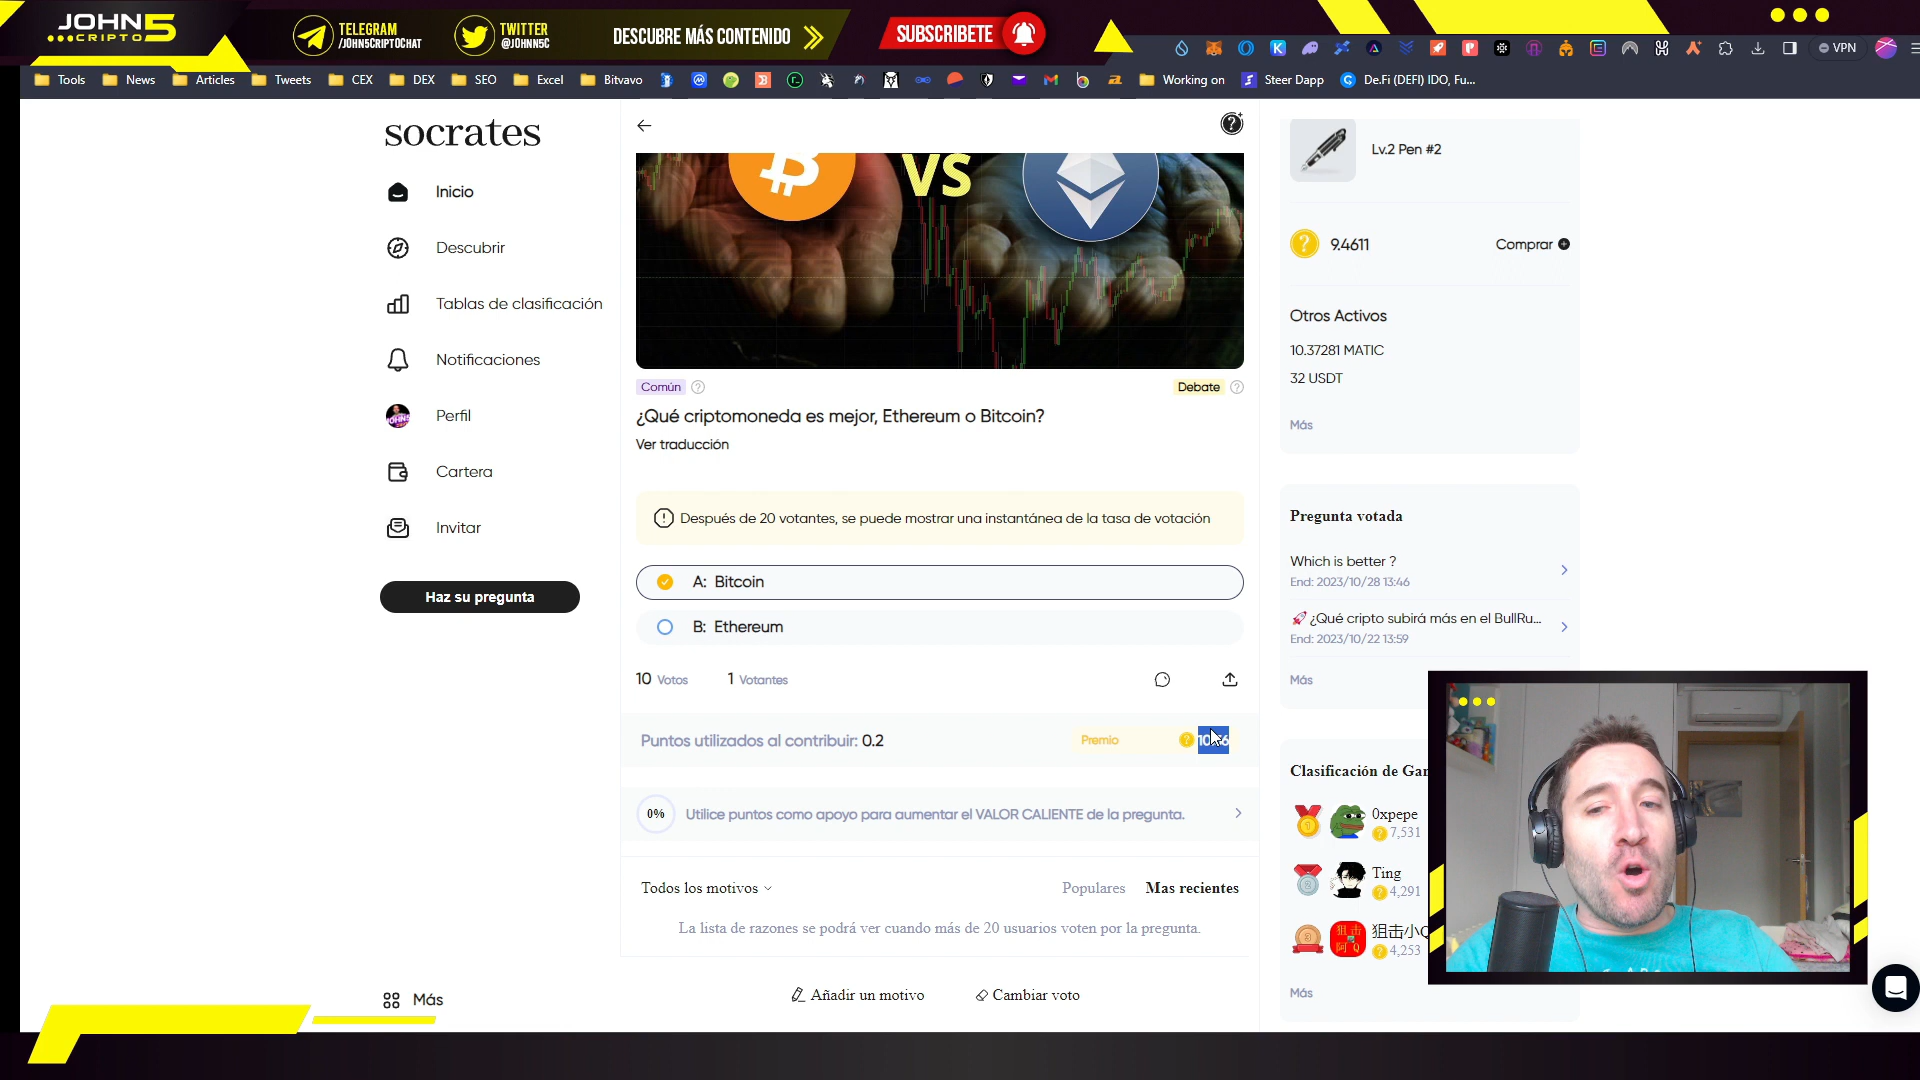 JOHN 5
CRIPTO
TELEGRAM
/JOHN5CRIPTOCHAT
TWITTER
@JOHNN5C
DESCUBRE MÁS CONTENIDO
SUBSCRIBETE
VPN
Tools
News
Articles
Tweets
CEX
DEX
SEO
Excel
Bitvavo
Working on
Steer Dapp
De.Fi (DEFI) IDO, Fu...
socrates
Inicio
Descubrir
Tablas de clasificación
Notificaciones
Perfil
Cartera
Invitar
Haz su pregunta
Más
VS
Común
Debate
¿Qué criptomoneda es mejor, Ethereum o Bitcoin?
Ver traducción
Después de 20 votantes, se puede mostrar una instantánea de la tasa de votación
A: Bitcoin
B: Ethereum
10 Votos
1 Votantes
Puntos utilizados al contribuir: 0.2
Premio
0%
Utilice puntos como apoyo para aumentar el VALOR CALIENTE de la pregunta.
Todos los motivos
Populares
Mas recientes
La lista de razones se podrá ver cuando más de 20 usuarios voten por la pregunta.
Añadir un motivo
Cambiar voto
Lv.2 Pen #2
9.4611
Comprar
Otros Activos
10.37281 MATIC
32 USDT
Más
Pregunta votada
Which is better ?
End: 2023/10/28 13:46
¿Qué cripto subirá más en el BullRu...
End: 2023/10/22 13:59
Más
Clasificación de Gan
0xpepe
7,531
Ting
4,291
狙击小Q
4,253
Más